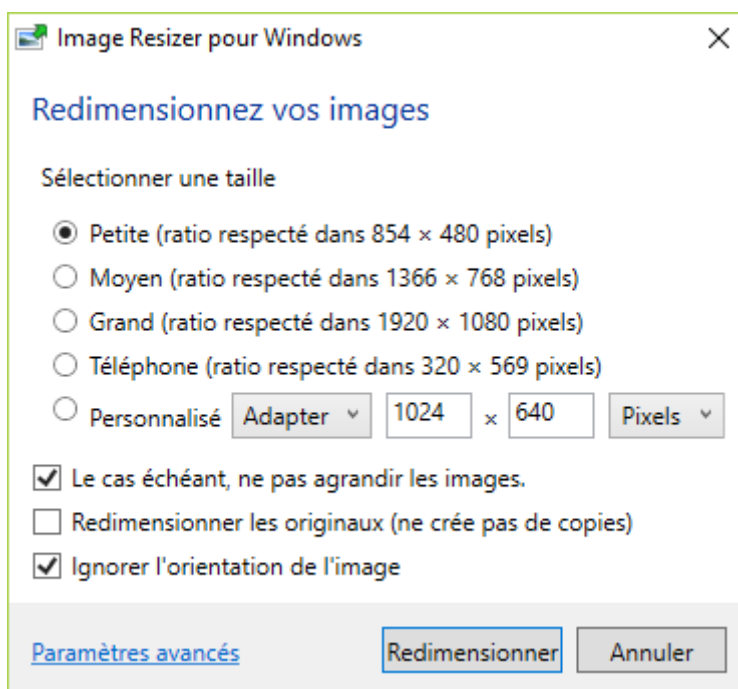 Image Resizer pour Windows
Redimensionnez vos images
Sélectionner une taille
Petite (ratio respecté dans 854 × 480 pixels)
Moyen (ratio respecté dans 1366 × 768 pixels)
Grand (ratio respecté dans 1920 × 1080 pixels)
Téléphone (ratio respecté dans 320 × 569 pixels)
Personnalisé Adapter 1024 × 640 Pixels
Le cas échéant, ne pas agrandir les images.
Redimensionner les originaux (ne crée pas de copies)
Ignorer l'orientation de l'image
Paramètres avancés Redimensionner Annuler